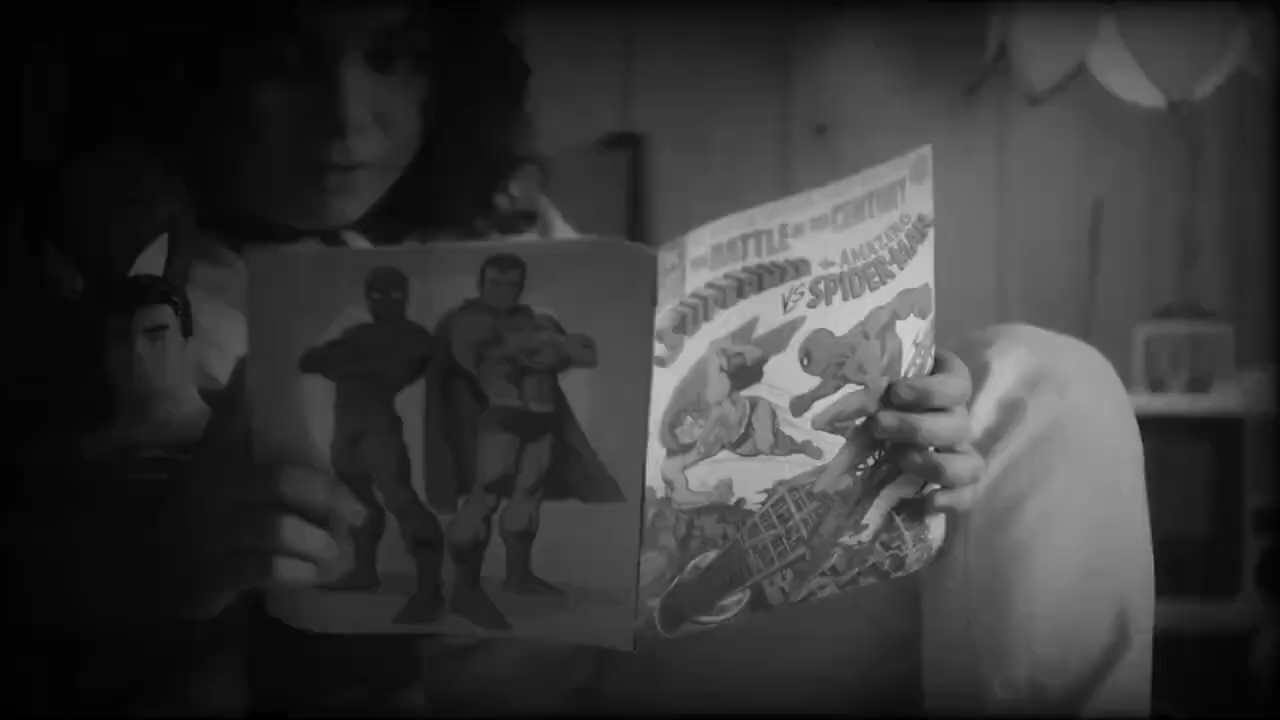 THE BATTLE OF THE CENTURY
SUPERMAN
VS THE AMAZING
SPIDER-MAN